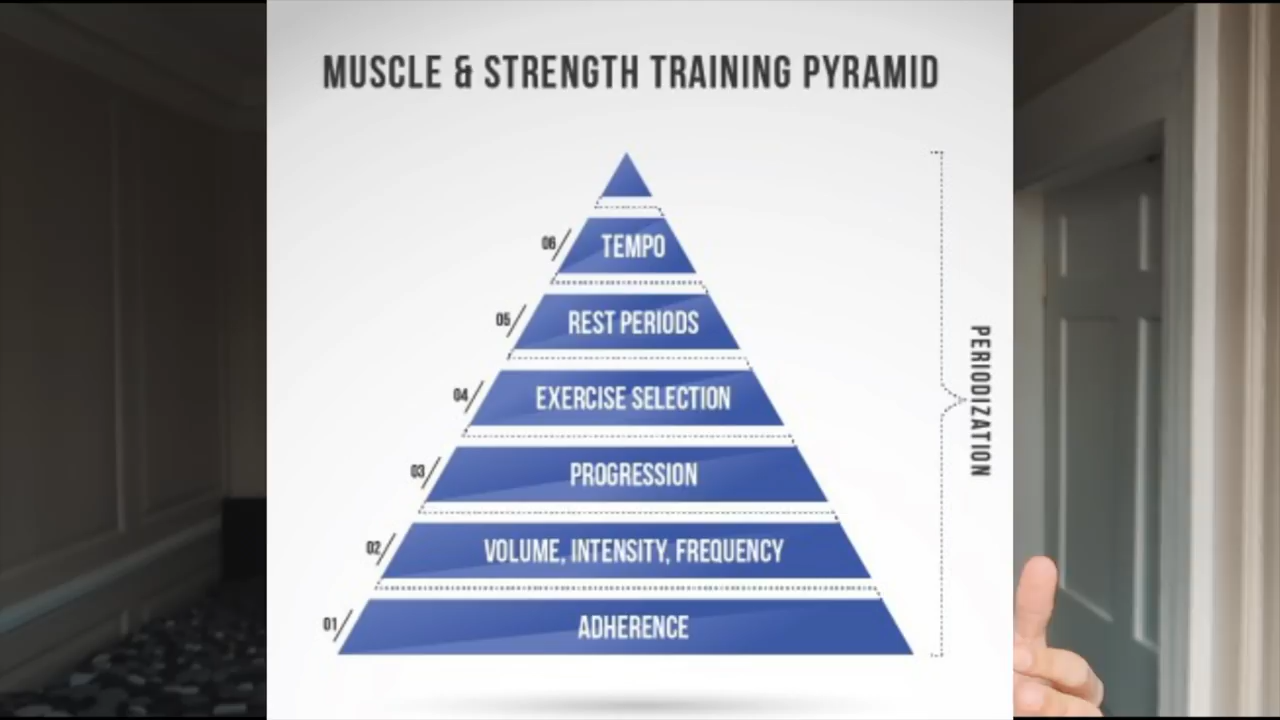 MUSCLE & STRENGTH TRAINING PYRAMID
06 TEMPO
05 REST PERIODS
04 EXERCISE SELECTION
03 PROGRESSION
02 VOLUME, INTENSITY, FREQUENCY
01 ADHERENCE
PERIODIZATION